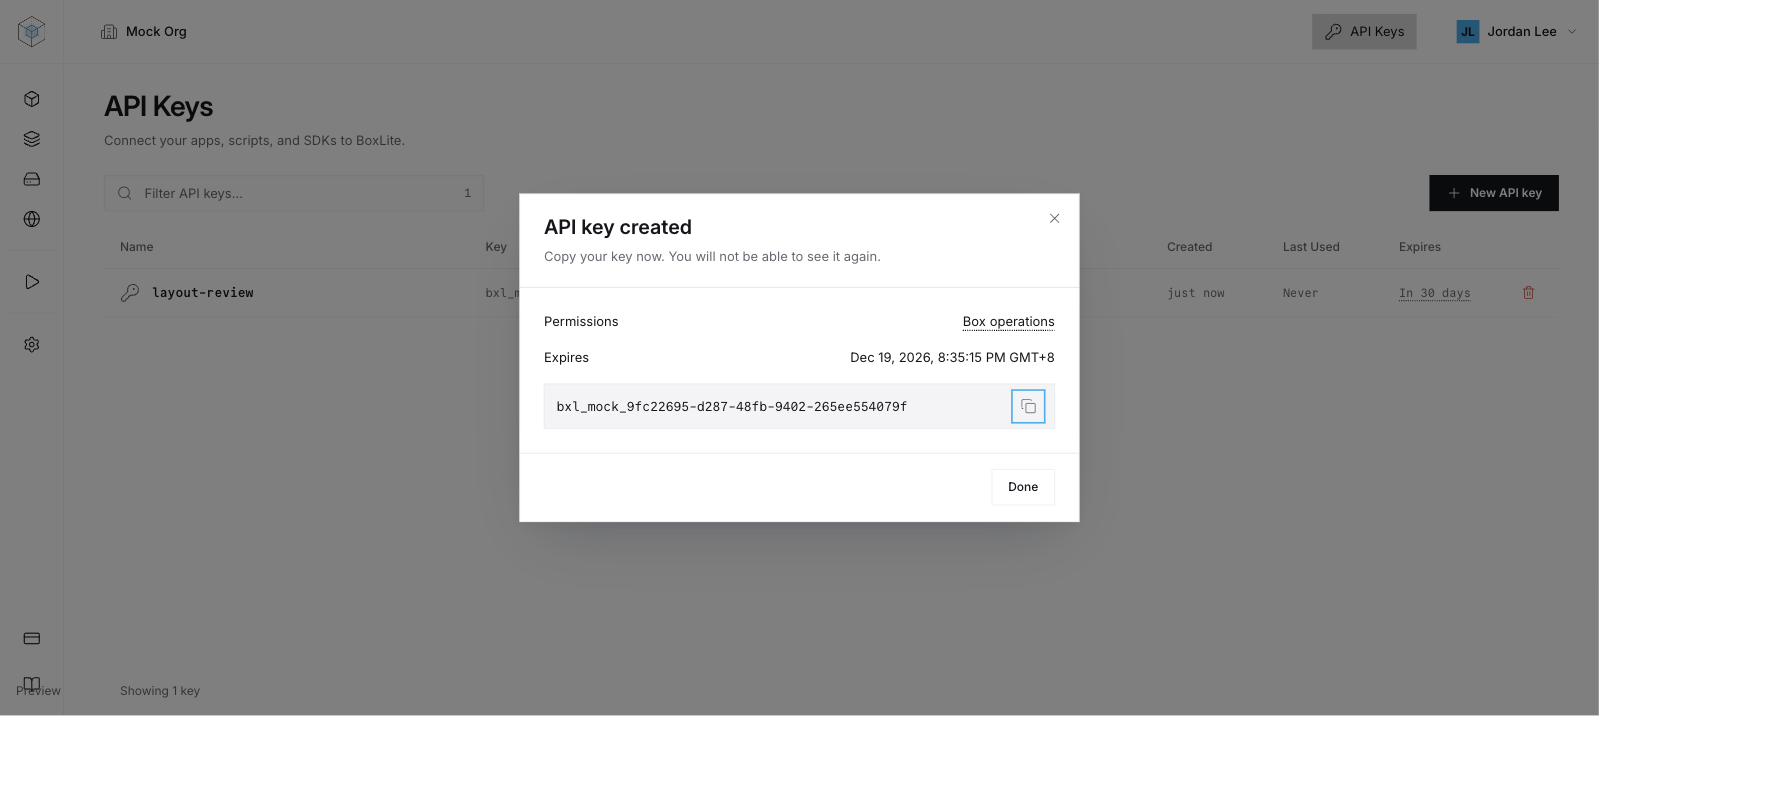 Mock Org
API Keys
JL
Jordan Lee
API Keys
Connect your apps, scripts, and SDKs to BoxLite.
Filter API keys...
1
New API key
Name
Key
Created
Last Used
Expires
layout-review
bxl_m
just now
Never
In 30 days
API key created
Copy your key now. You will not be able to see it again.
Permissions
Box operations
Expires
Dec 19, 2026, 8:35:15 PM GMT+8
bxl_mock_9fc22695-d287-48fb-9402-265ee554079f
Done
Preview
Showing 1 key